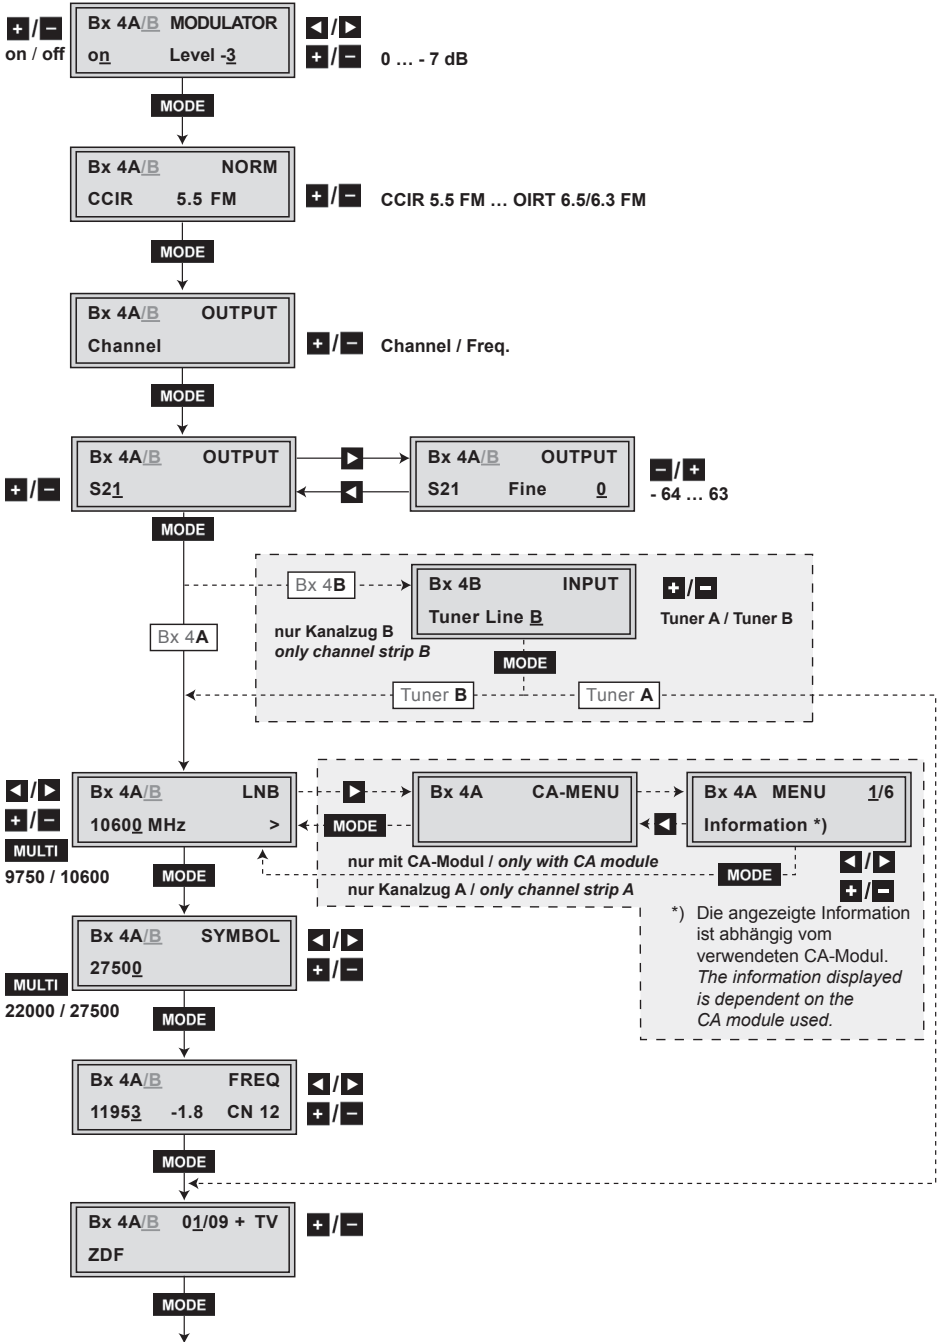 + / −
on / off
Bx 4A/B MODULATOR
on Level -3
◄ / ►
+ / − 0 … - 7 dB
MODE
Bx 4A/B NORM
CCIR 5.5 FM
+ / − CCIR 5.5 FM … OIRT 6.5/6.3 FM
MODE
Bx 4A/B OUTPUT
Channel
+ / − Channel / Freq.
MODE
+ / −
Bx 4A/B OUTPUT
S21
►
◄
Bx 4A/B OUTPUT
S21 Fine 0
− / +
- 64 … 63
MODE
Bx 4B
Bx 4B INPUT
Tuner Line B
+ / −
Tuner A / Tuner B
nur Kanalzug B
only channel strip B
MODE
Bx 4A
Tuner B
Tuner A
◄ / ►
+ / −
MULTI
9750 / 10600
Bx 4A/B LNB
10600 MHz >
►
MODE
Bx 4A CA-MENU
◄
Bx 4A MENU 1/6
Information *)
nur mit CA-Modul / only with CA module
nur Kanalzug A / only channel strip A
MODE
◄ / ►
+ / −
*) Die angezeigte Information
ist abhängig vom
verwendeten CA-Modul.
The information displayed
is dependent on the
CA module used.
MODE
Bx 4A/B SYMBOL
27500
◄ / ►
+ / −
MULTI
22000 / 27500
MODE
Bx 4A/B FREQ
11953 -1.8 CN 12
◄ / ►
+ / −
MODE
Bx 4A/B 01/09 + TV
ZDF
+ / −
MODE